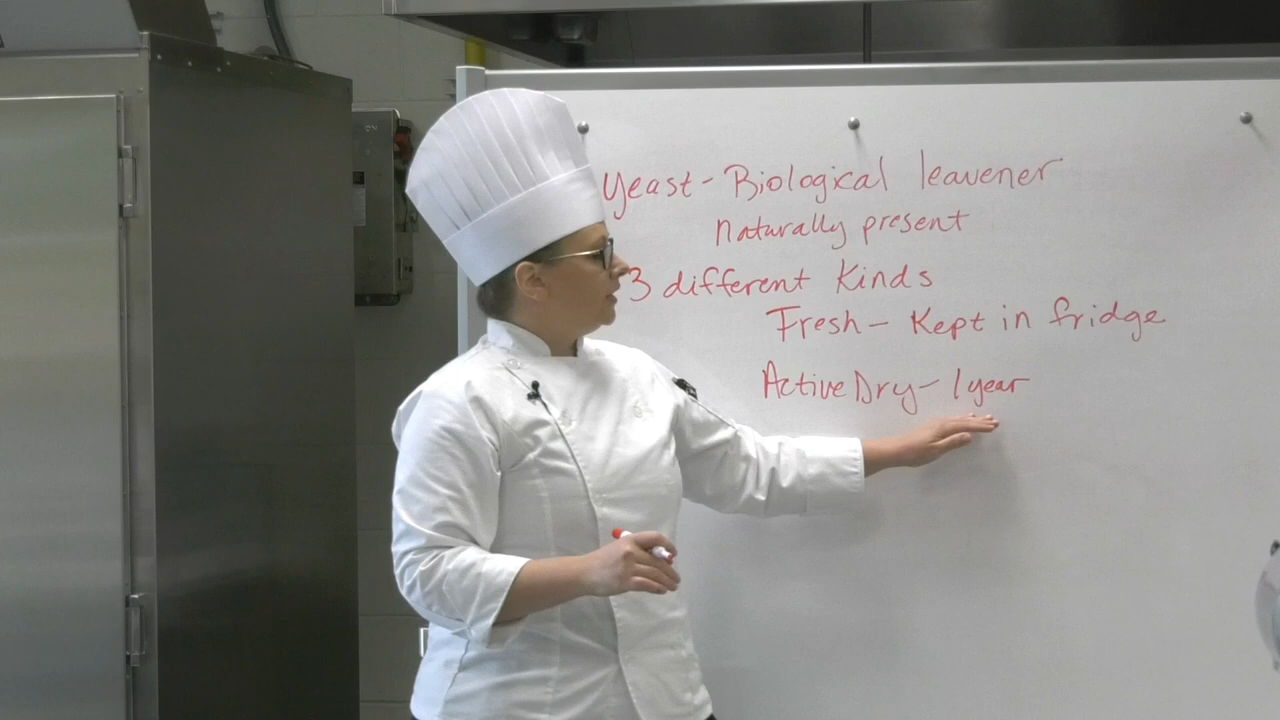 Yeast - Biological leavener
naturally present
3 different Kinds
Fresh - Kept in fridge
Active Dry - 1 year